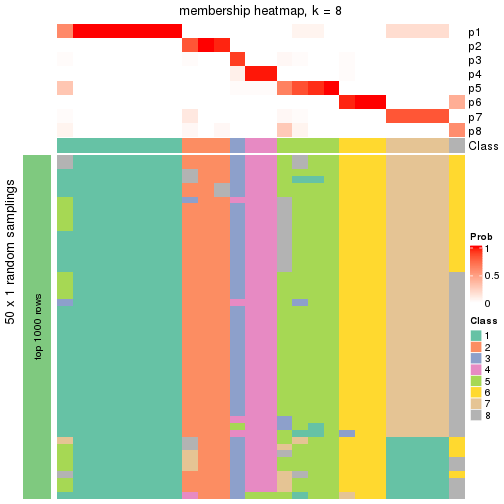 membership heatmap, k = 8
p1
p2
p3
p4
p5
p6
p7
p8
Class
50 x 1 random samplings
top 1000 rows
Prob
1
0.5
0
Class
1
2
3
4
5
6
7
8